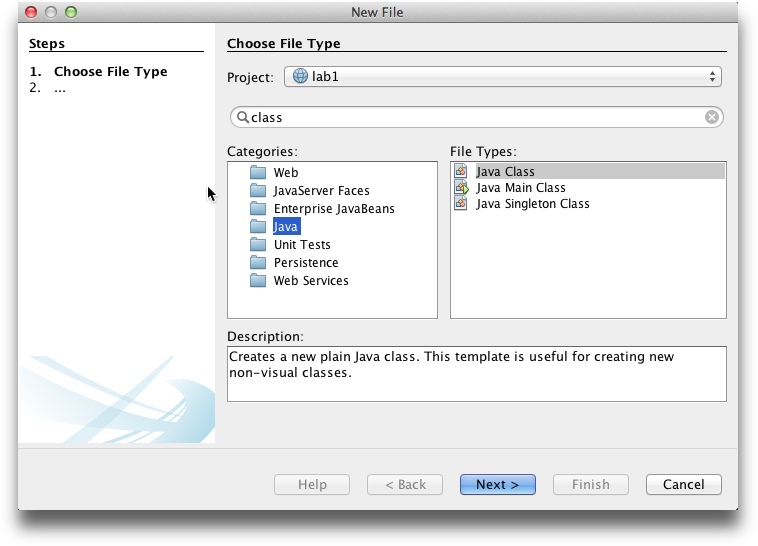 New File
Steps
1. Choose File Type
2. ...
Choose File Type
Project: lab1
class
Categories:
Web
JavaServer Faces
Enterprise JavaBeans
Java
Unit Tests
Persistence
Web Services
File Types:
Java Class
Java Main Class
Java Singleton Class
Description:
Creates a new plain Java class. This template is useful for creating new
non-visual classes.
Help < Back Next > Finish Cancel